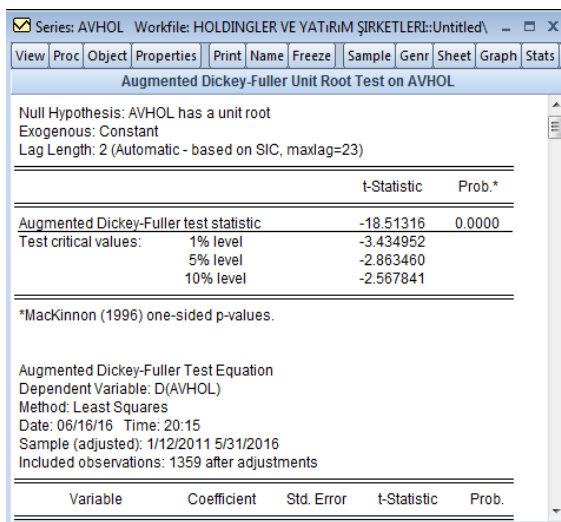 Series: AVHOL Workfile: HOLDINGLER VE YATıRıM ŞIRKETLERI::Untitled\
View Proc Object Properties Print Name Freeze Sample Genr Sheet Graph Stats
Augmented Dickey-Fuller Unit Root Test on AVHOL
Null Hypothesis: AVHOL has a unit root
Exogenous: Constant
Lag Length: 2 (Automatic - based on SIC, maxlag=23)
t-Statistic Prob.*
Augmented Dickey-Fuller test statistic -18.51316 0.0000
Test critical values: 1% level -3.434952
5% level -2.863460
10% level -2.567841
*MacKinnon (1996) one-sided p-values.
Augmented Dickey-Fuller Test Equation
Dependent Variable: D(AVHOL)
Method: Least Squares
Date: 06/16/16 Time: 20:15
Sample (adjusted): 1/12/2011 5/31/2016
Included observations: 1359 after adjustments
Variable Coefficient Std. Error t-Statistic Prob.